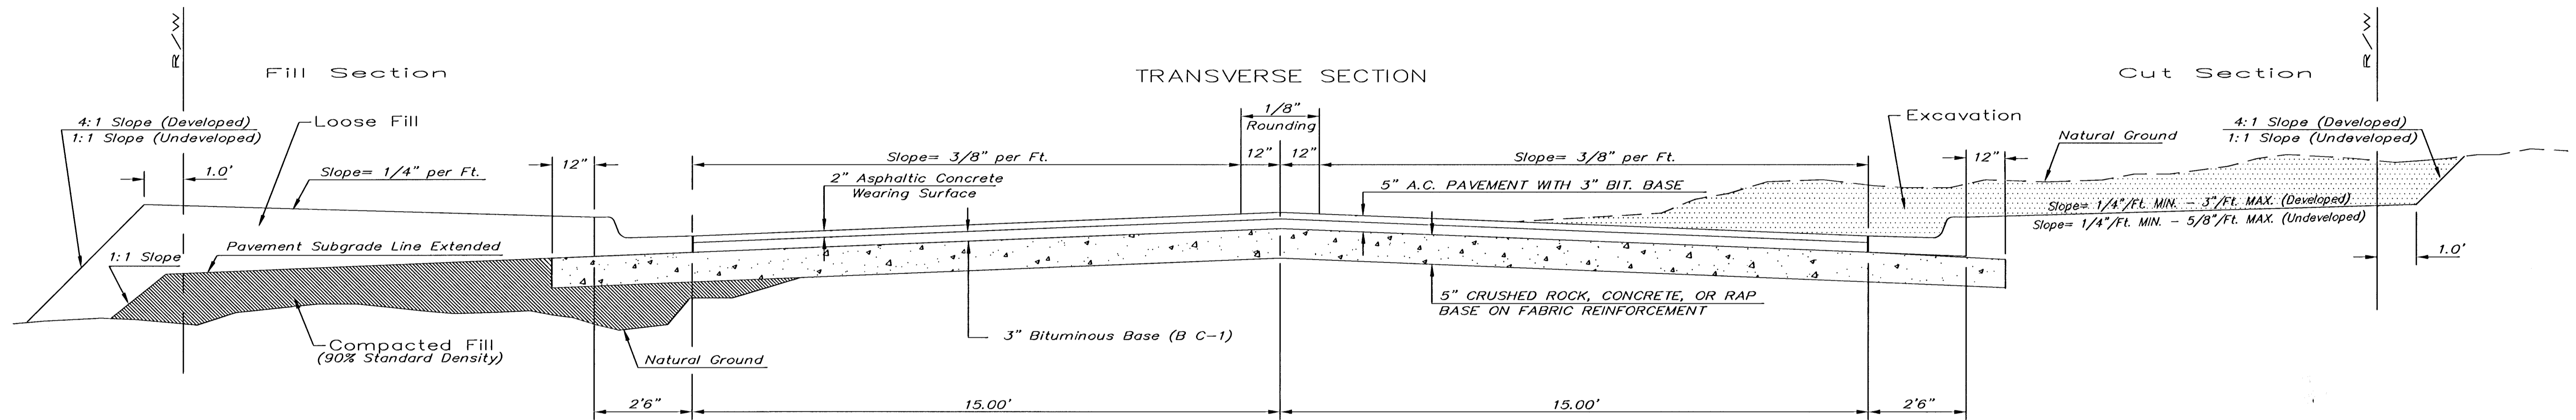 R/W
R/W
Fill Section
TRANSVERSE SECTION
Cut Section
4:1 Slope (Developed)
1:1 Slope (Undeveloped)
Loose Fill
1/8"
Rounding
Excavation
4:1 Slope (Developed)
1:1 Slope (Undeveloped)
Natural Ground
12"
Slope= 3/8" per Ft.
12"
12"
Slope= 3/8" per Ft.
12"
1.0'
Slope= 1/4" per Ft.
2" Asphaltic Concrete
Wearing Surface
5" A.C. PAVEMENT WITH 3" BIT. BASE
Slope= 1/4"/Ft. MIN. - 3"/Ft. MAX. (Developed)
Slope= 1/4"/Ft. MIN. - 5/8"/Ft. MAX. (Undeveloped)
Pavement Subgrade Line Extended
1:1 Slope
1.0'
5" CRUSHED ROCK, CONCRETE, OR RAP
BASE ON FABRIC REINFORCEMENT
3" Bituminous Base (B C-1)
Compacted Fill
(90% Standard Density)
Natural Ground
2'6"
15.00'
15.00'
2'6"